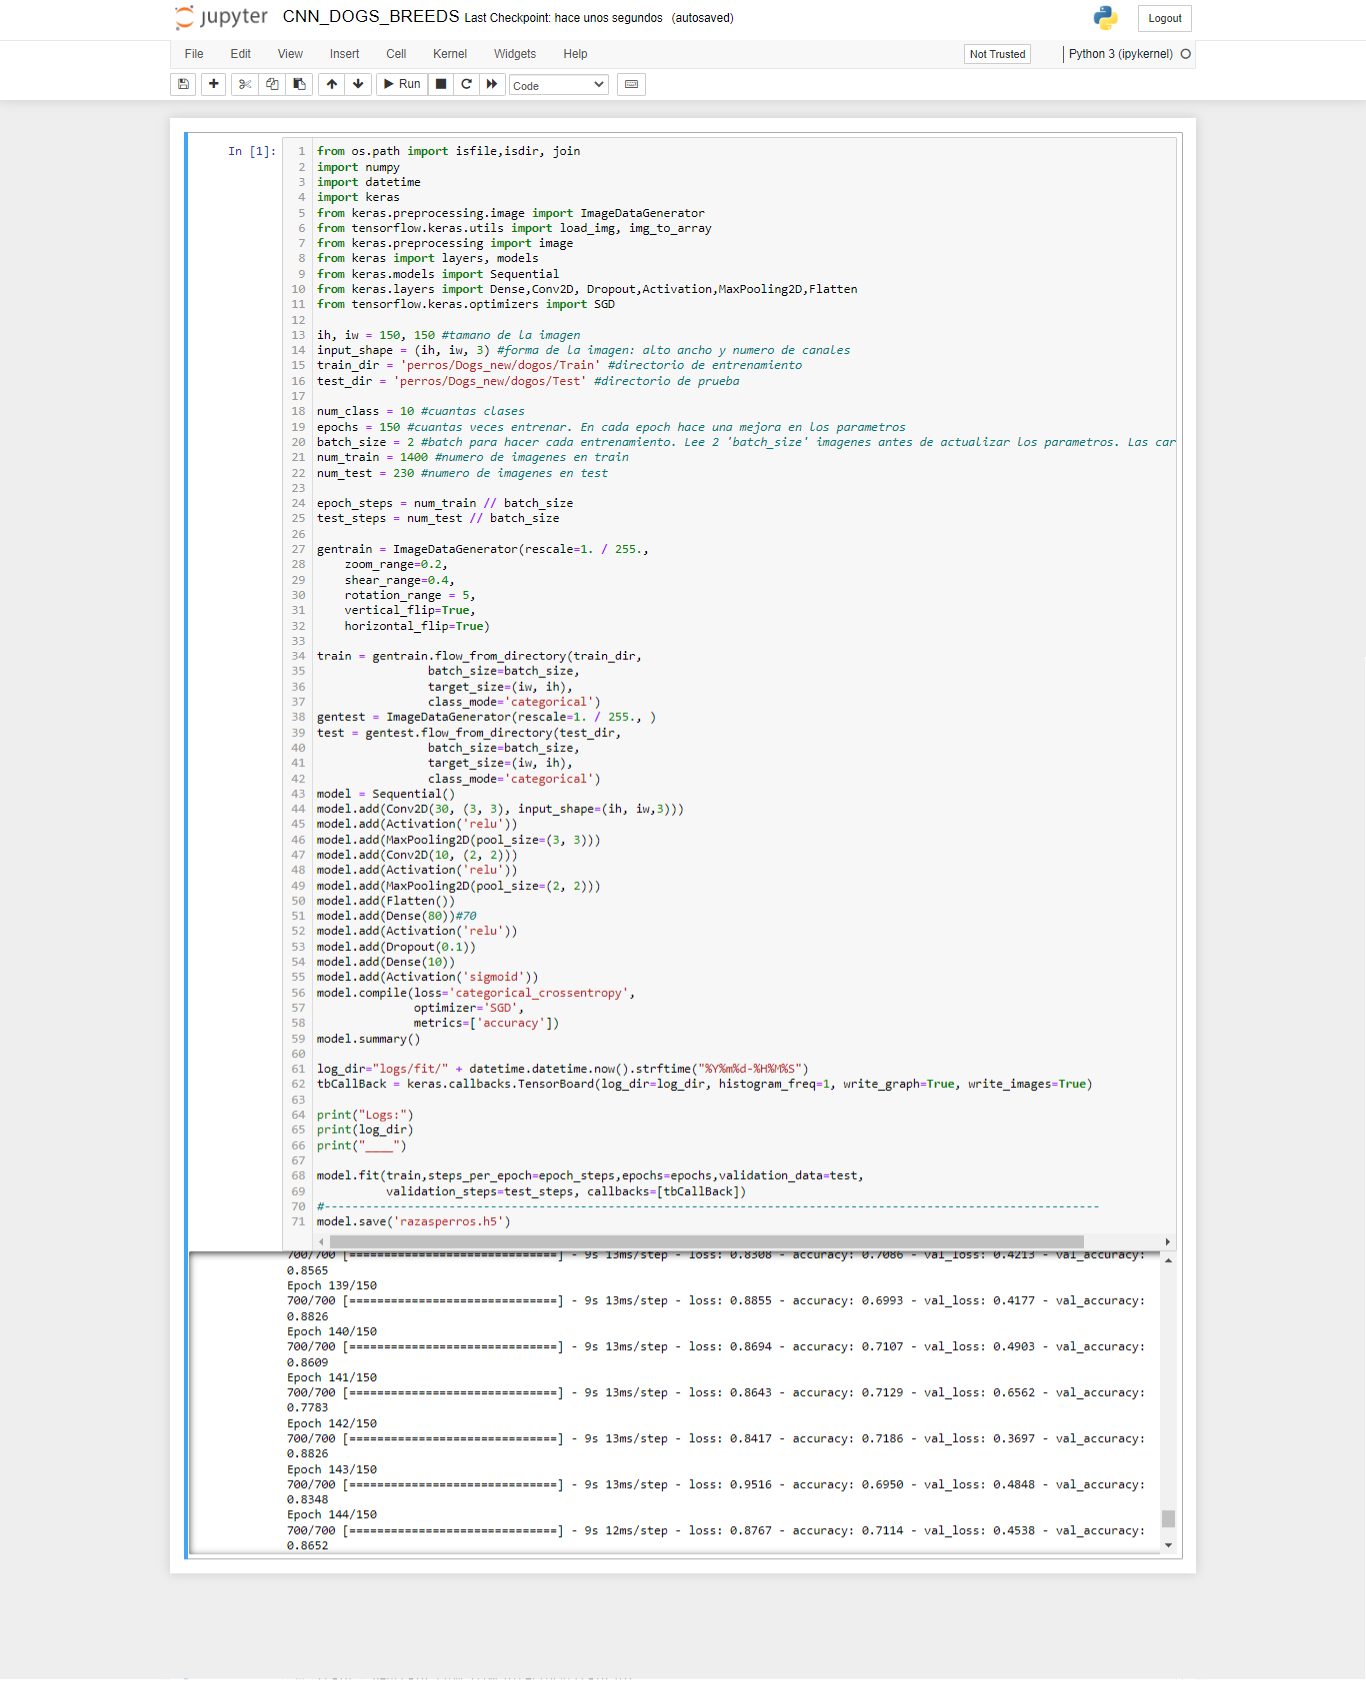 jupyter CNN_DOGS_BREEDS Last Checkpoint: hace unos segundos (autosaved) Logout
File Edit View Insert Cell Kernel Widgets Help Not Trusted Python 3 (ipykernel)
Run Code
In [1]:
1 from os.path import isfile,isdir, join
2 import numpy
3 import datetime
4 import keras
5 from keras.preprocessing.image import ImageDataGenerator
6 from tensorflow.keras.utils import load_img, img_to_array
7 from keras.preprocessing import image
8 from keras import layers, models
9 from keras.models import Sequential
10 from keras.layers import Dense,Conv2D, Dropout,Activation,MaxPooling2D,Flatten
11 from tensorflow.keras.optimizers import SGD
12
13 ih, iw = 150, 150 #tamano de la imagen
14 input_shape = (ih, iw, 3) #forma de la imagen: alto ancho y numero de canales
15 train_dir = 'perros/Dogs_new/dogos/Train' #directorio de entrenamiento
16 test_dir = 'perros/Dogs_new/dogos/Test' #directorio de prueba
17
18 num_class = 10 #cuantas clases
19 epochs = 150 #cuantas veces entrenar. En cada epoch hace una mejora en los parametros
20 batch_size = 2 #batch para hacer cada entrenamiento. Lee 2 'batch_size' imagenes antes de actualizar los parametros. Las car
21 num_train = 1400 #numero de imagenes en train
22 num_test = 230 #numero de imagenes en test
23
24 epoch_steps = num_train // batch_size
25 test_steps = num_test // batch_size
26
27 gentrain = ImageDataGenerator(rescale=1. / 255.,
28     zoom_range=0.2,
29     shear_range=0.4,
30     rotation_range = 5,
31     vertical_flip=True,
32     horizontal_flip=True)
33
34 train = gentrain.flow_from_directory(train_dir,
35                 batch_size=batch_size,
36                 target_size=(iw, ih),
37                 class_mode='categorical')
38 gentest = ImageDataGenerator(rescale=1. / 255., )
39 test = gentest.flow_from_directory(test_dir,
40                 batch_size=batch_size,
41                 target_size=(iw, ih),
42                 class_mode='categorical')
43 model = Sequential()
44 model.add(Conv2D(30, (3, 3), input_shape=(ih, iw,3)))
45 model.add(Activation('relu'))
46 model.add(MaxPooling2D(pool_size=(3, 3)))
47 model.add(Conv2D(10, (2, 2)))
48 model.add(Activation('relu'))
49 model.add(MaxPooling2D(pool_size=(2, 2)))
50 model.add(Flatten())
51 model.add(Dense(80))#70
52 model.add(Activation('relu'))
53 model.add(Dropout(0.1))
54 model.add(Dense(10))
55 model.add(Activation('sigmoid'))
56 model.compile(loss='categorical_crossentropy',
57               optimizer='SGD',
58               metrics=['accuracy'])
59 model.summary()
60
61 log_dir="logs/fit/" + datetime.datetime.now().strftime("%Y%m%d-%H%M%S")
62 tbCallBack = keras.callbacks.TensorBoard(log_dir=log_dir, histogram_freq=1, write_graph=True, write_images=True)
63
64 print("Logs:")
65 print(log_dir)
66 print("____")
67
68 model.fit(train,steps_per_epoch=epoch_steps,epochs=epochs,validation_data=test,
69           validation_steps=test_steps, callbacks=[tbCallBack])
70 #----------------------------------------------------------------------------------------------------------------
71 model.save('razasperros.h5')
700/700 [==============================] - 9s 13ms/step - loss: 0.8308 - accuracy: 0.7086 - val_loss: 0.4213 - val_accuracy:
0.8565
Epoch 139/150
700/700 [==============================] - 9s 13ms/step - loss: 0.8855 - accuracy: 0.6993 - val_loss: 0.4177 - val_accuracy:
0.8826
Epoch 140/150
700/700 [==============================] - 9s 13ms/step - loss: 0.8694 - accuracy: 0.7107 - val_loss: 0.4903 - val_accuracy:
0.8609
Epoch 141/150
700/700 [==============================] - 9s 13ms/step - loss: 0.8643 - accuracy: 0.7129 - val_loss: 0.6562 - val_accuracy:
0.7783
Epoch 142/150
700/700 [==============================] - 9s 13ms/step - loss: 0.8417 - accuracy: 0.7186 - val_loss: 0.3697 - val_accuracy:
0.8826
Epoch 143/150
700/700 [==============================] - 9s 13ms/step - loss: 0.9516 - accuracy: 0.6950 - val_loss: 0.4848 - val_accuracy:
0.8348
Epoch 144/150
700/700 [==============================] - 9s 12ms/step - loss: 0.8767 - accuracy: 0.7114 - val_loss: 0.4538 - val_accuracy:
0.8652